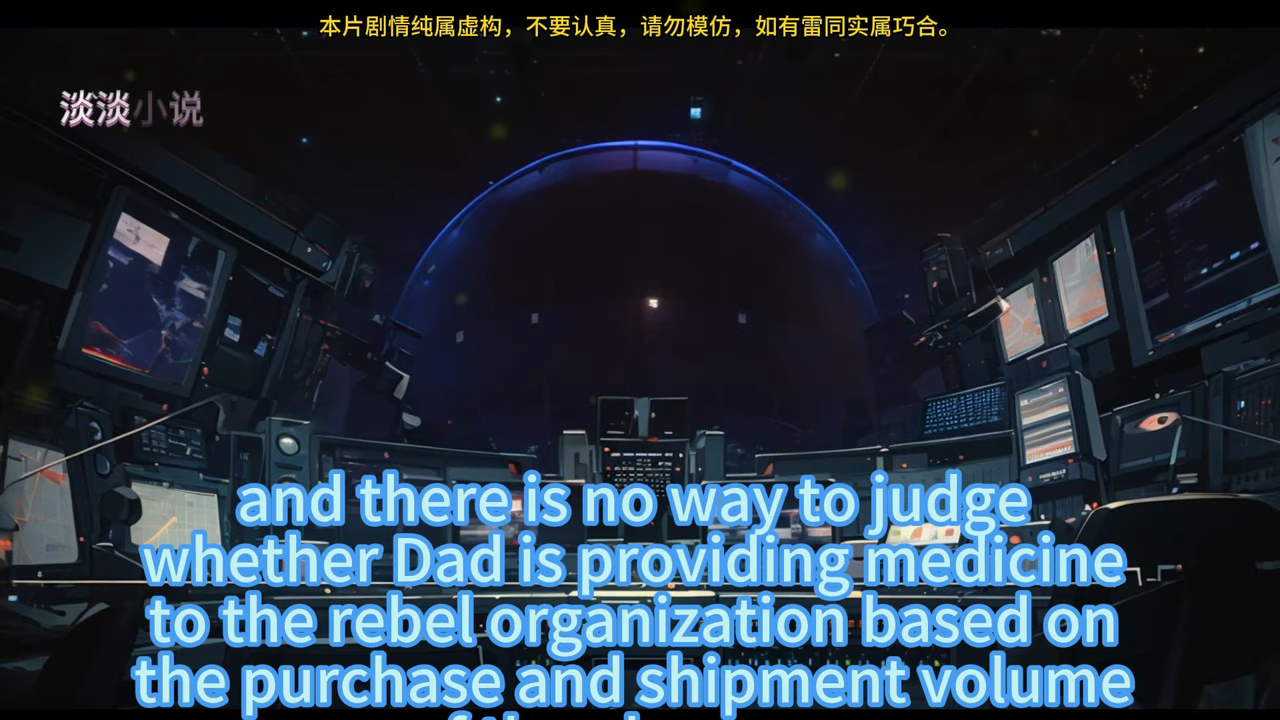 本片剧情纯属虚构，不要认真，请勿模仿，如有雷同实属巧合。
淡淡小说
and there is no way to judge
whether Dad is providing medicine
to the rebel organization based on
the purchase and shipment volume